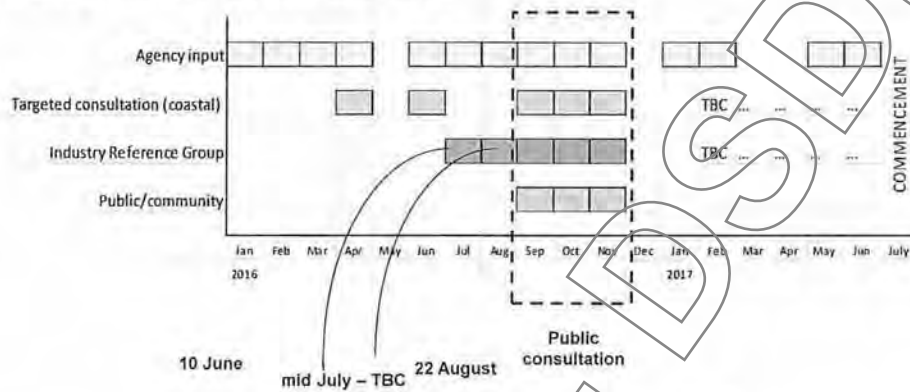 Agency input
Targeted consultation (coastal) TBC ... ... ... ...
Industry Reference Group TBC ... ... ... ...
Public/community
COMMENCEMENT
Jan Feb Mar Apr May Jun Jul Aug Sep Oct Nov Dec Jan Feb Mar Apr May Jun July
2016 2017
10 June mid July – TBC 22 August Public
consultation
DSD